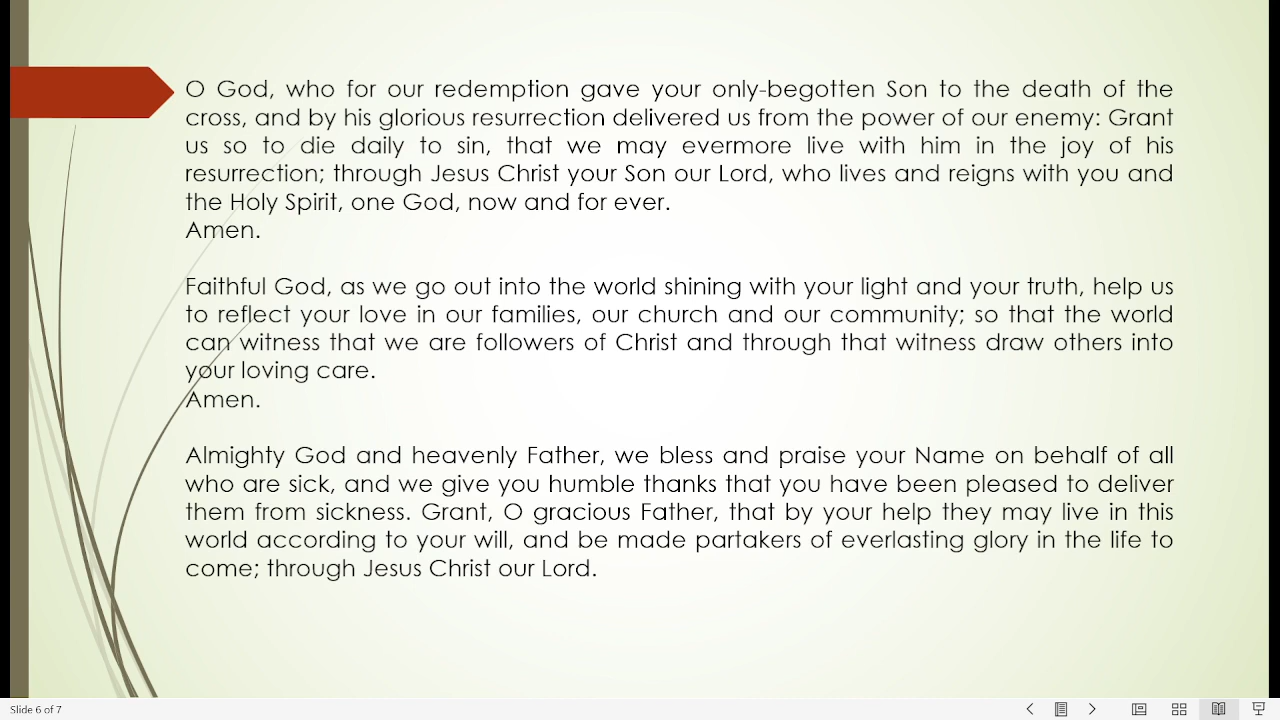 O God, who for our redemption gave your only-begotten Son to the death of the
cross, and by his glorious resurrection delivered us from the power of our enemy: Grant
us so to die daily to sin, that we may evermore live with him in the joy of his
resurrection; through Jesus Christ your Son our Lord, who lives and reigns with you and
the Holy Spirit, one God, now and for ever.
Amen.
Faithful God, as we go out into the world shining with your light and your truth, help us
to reflect your love in our families, our church and our community; so that the world
can witness that we are followers of Christ and through that witness draw others into
your loving care.
Amen.
Almighty God and heavenly Father, we bless and praise your Name on behalf of all
who are sick, and we give you humble thanks that you have been pleased to deliver
them from sickness. Grant, O gracious Father, that by your help they may live in this
world according to your will, and be made partakers of everlasting glory in the life to
come; through Jesus Christ our Lord.
Slide 6 of 7